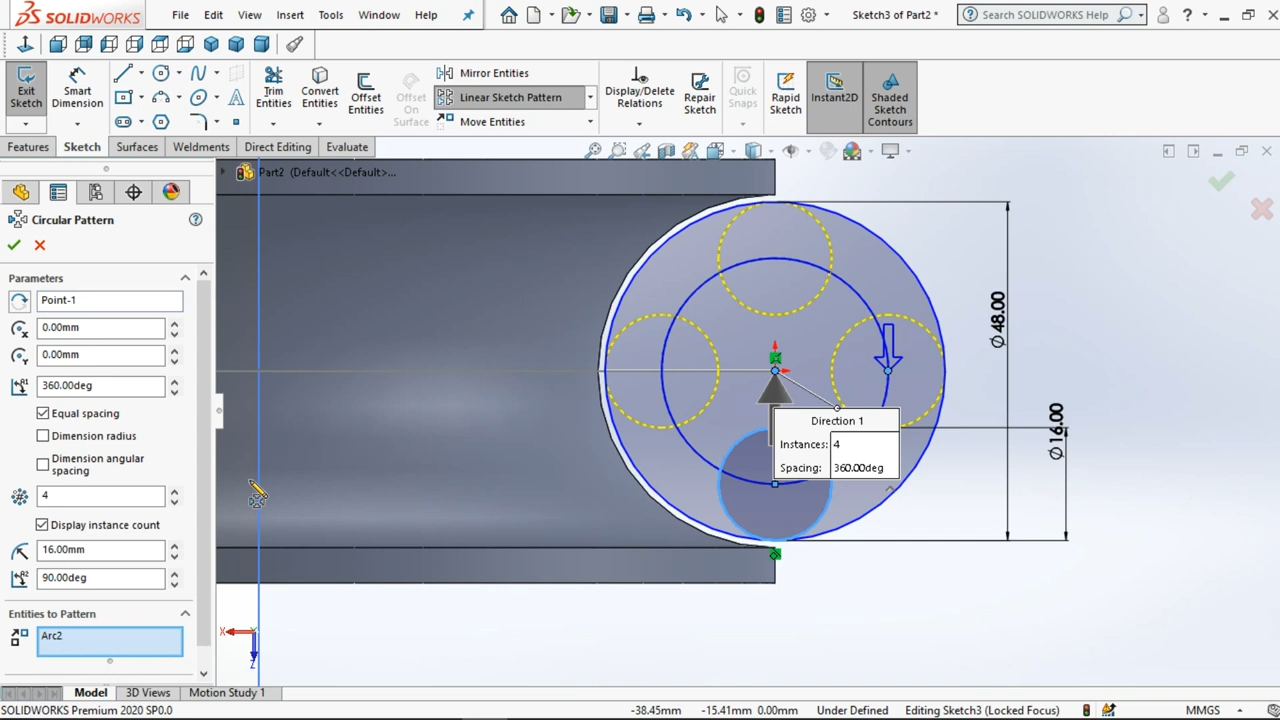 SOLIDWORKS File Edit View Insert Tools Window Help Sketch3 of Part2 * Search SOLIDWORKS Help ?
Exit Sketch
Smart Dimension
Trim Entities
Convert Entities
Offset Entities
Offset On Surface
Mirror Entities
Linear Sketch Pattern
Move Entities
Display/Delete Relations
Repair Sketch
Quick Snaps
Rapid Sketch
Instant2D
Shaded Sketch Contours
Features Sketch Surfaces Weldments Direct Editing Evaluate
Part2 (Default<<Default>...
Circular Pattern
Parameters
Point-1
0.00mm
0.00mm
360.00deg
Equal spacing
Dimension radius
Dimension angular
spacing
4
Display instance count
16.00mm
90.00deg
Entities to Pattern
Arc2
Direction 1
Instances: 4
Spacing: 360.00deg
Ø48.00
Ø16.00
X
Z
Model 3D Views Motion Study 1
SOLIDWORKS Premium 2020 SP0.0 -38.45mm -15.41mm 0.00mm Under Defined Editing Sketch3 (Locked Focus) MMGS